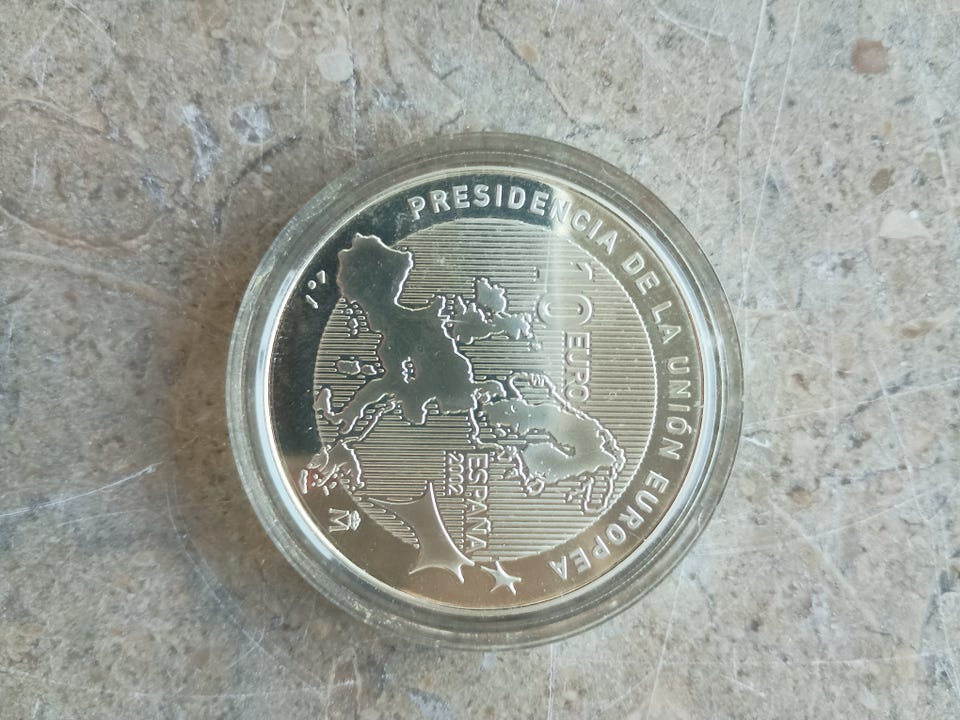 PRESIDENCIA DE LA UNIÓN EUROPEA
10
EURO
ESPAÑA
2002
M